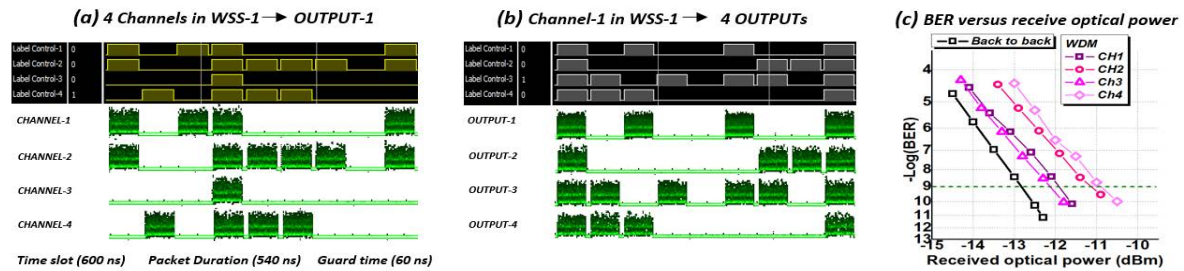 (a) 4 Channels in WSS-1 → OUTPUT-1
Label Control-1 0
Label Control-2 0
Label Control-3 0
Label Control-4 1
CHANNEL-1
CHANNEL-2
CHANNEL-3
CHANNEL-4
Time slot (600 ns) Packet Duration (540 ns) Guard time (60 ns)
(b) Channel-1 in WSS-1 → 4 OUTPUTs
Label Control-1 0
Label Control-2 0
Label Control-3 1
Label Control-4 0
OUTPUT-1
OUTPUT-2
OUTPUT-3
OUTPUT-4
(c) BER versus receive optical power
Back to back
WDM
CH1
CH2
Ch3
Ch4
-Log(BER)
4
5
6
7
8
9
10
11
12
13
-15 -14 -13 -12 -11 -10
Received optical power (dBm)